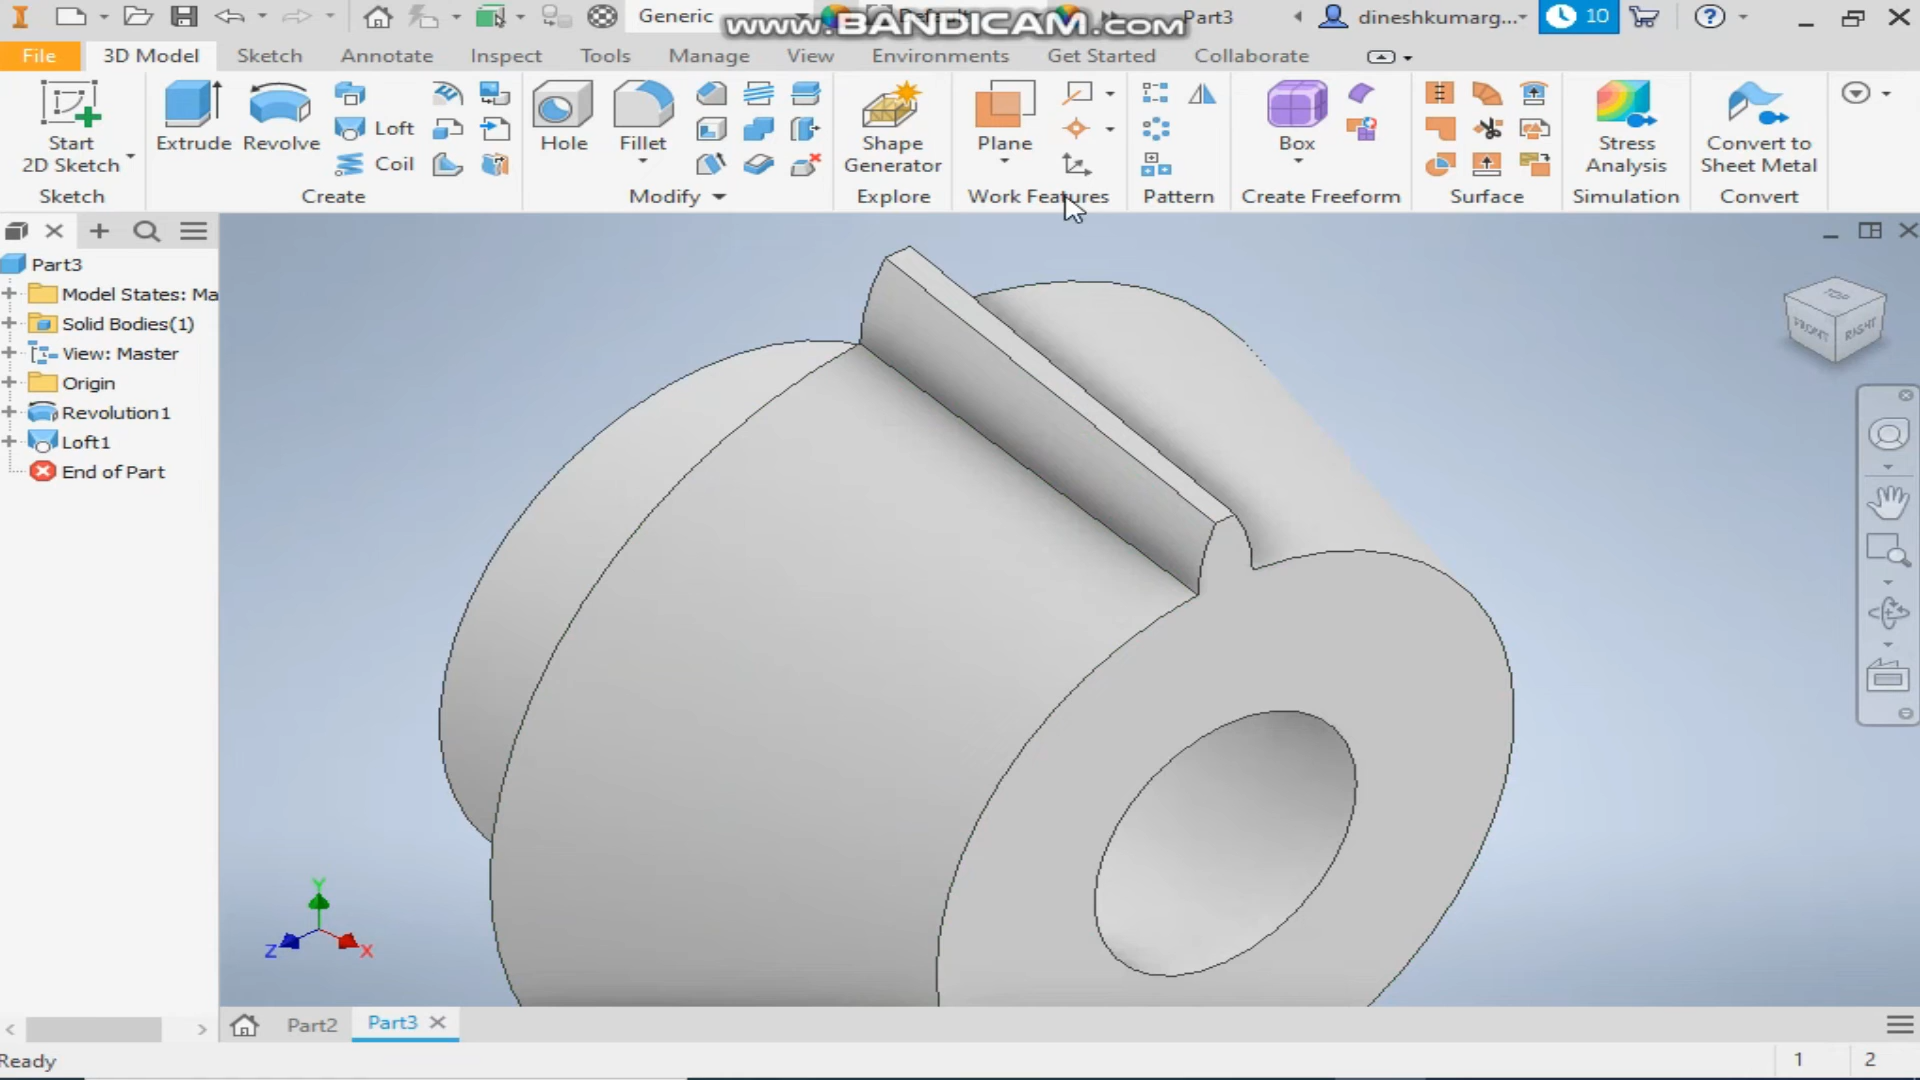 Generic
www.BANDICAM.com
Part3
dineshkumarg...
10
File
3D Model
Sketch
Annotate
Inspect
Tools
Manage
View
Environments
Get Started
Collaborate
Start
2D Sketch
Extrude
Revolve
Loft
Coil
Hole
Fillet
Shape
Generator
Plane
Box
Stress
Analysis
Convert to
Sheet Metal
Sketch
Create
Modify
Explore
Work Features
Pattern
Create Freeform
Surface
Simulation
Convert
Part3
Model States: Ma
Solid Bodies(1)
View: Master
Origin
Revolution1
Loft1
End of Part
TOP
FRONT
RIGHT
Y
Z
X
Part2
Part3
Ready
1
2